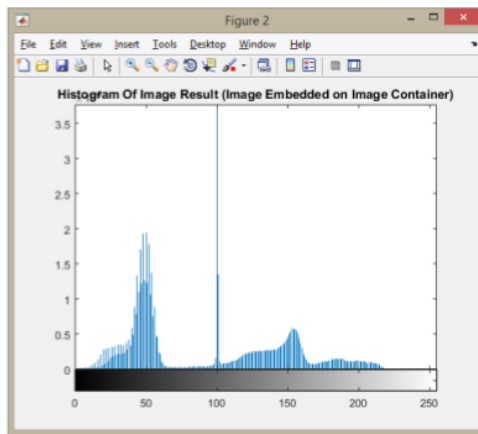 Figure 2
File Edit View Insert Tools Desktop Window Help
Histogram Of Image Result (Image Embedded on Image Container)
3.5
3
2.5
2
1.5
1
0.5
0
0 50 100 150 200 250